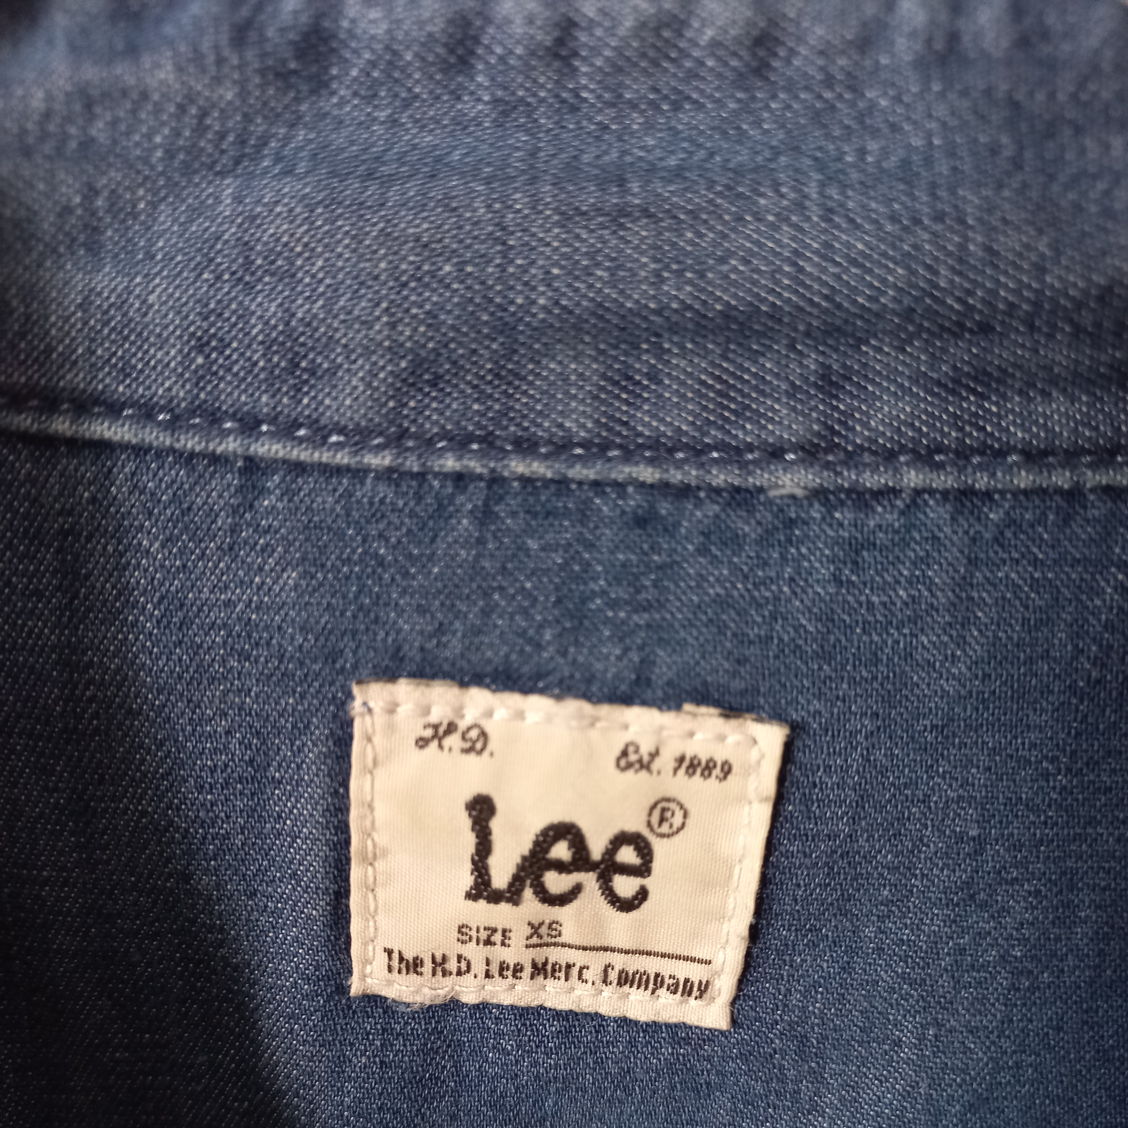 H.D. Est. 1889
Lee®
SIZE XS
The H.D. Lee Merc. Company